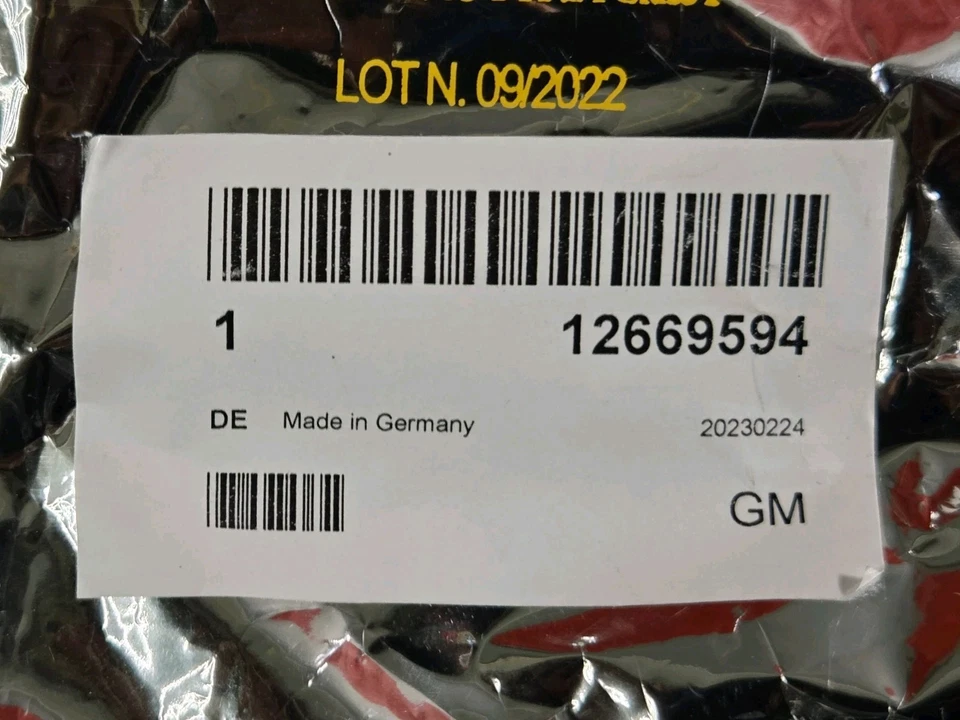 LOT N. 09/2022
1 12669594
DE Made in Germany 20230224
GM